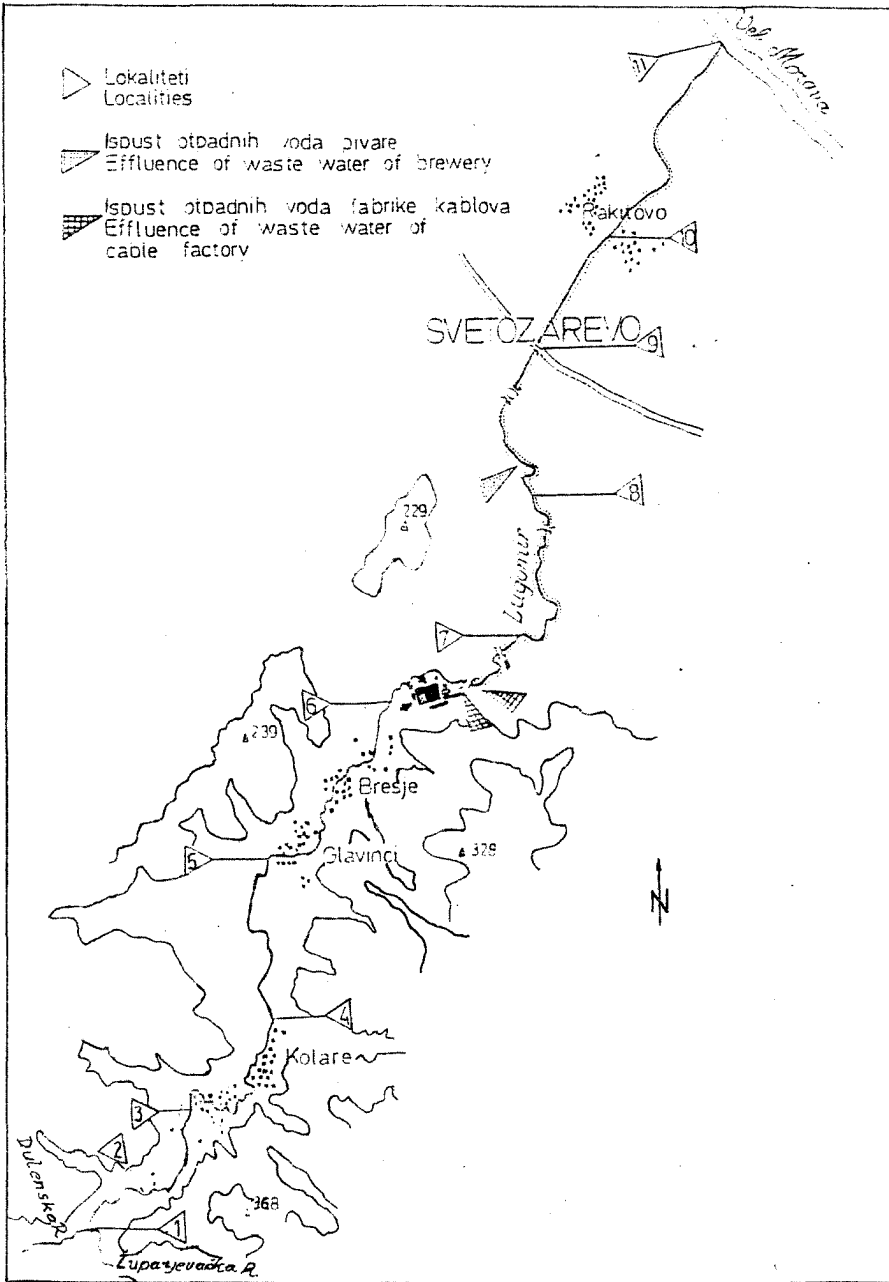 Lokaliteti
Localities
Ispust otpadnih voda pivare
Effluence of waste water of brewery
Ispust otpadnih voda fabrike kablova
Effluence of waste water of
cable factory
Vel. Morava
11
Rakitovo
10
SVETOZAREVO
9
8
229
Lugomir
7
6
239
Bresje
5
Glavinci
329
N
4
Kolare
3
2
Dulenska R.
368
1
Županjevačka R.